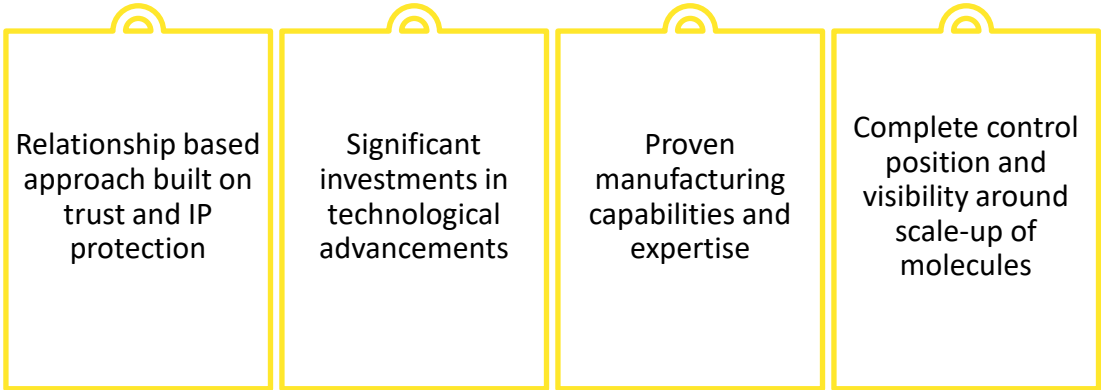 Relationship based
approach built on
trust and IP
protection
Significant
investments in
technological
advancements
Proven
manufacturing
capabilities and
expertise
Complete control
position and
visibility around
scale-up of
molecules